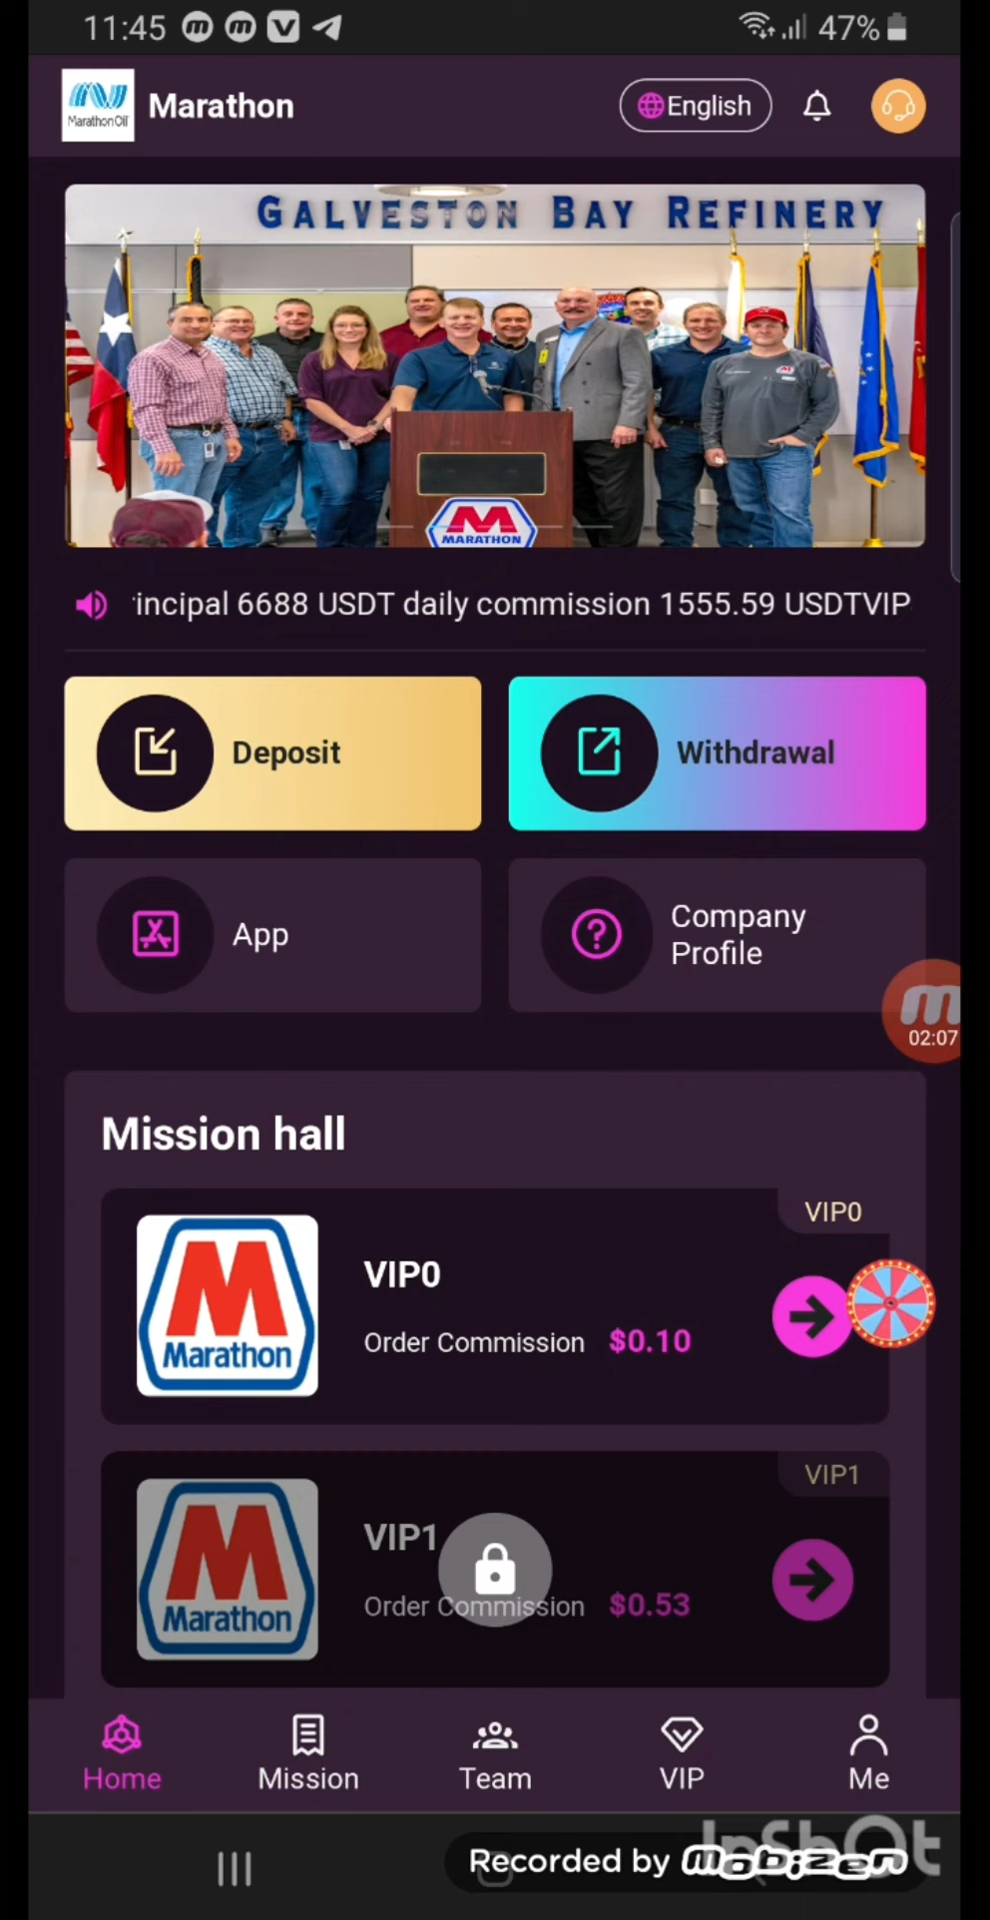 11:45
47%
MarathonOil
Marathon
English
GALVESTON BAY REFINERY
MARATHON
incipal 6688 USDT daily commission 1555.59 USDTVIP
Deposit
Withdrawal
App
Company
Profile
02:07
Mission hall
VIP0
Marathon
VIP0
Order Commission $0.10
VIP1
Marathon
VIP1
Order Commission $0.53
Home
Mission
Team
VIP
Me
InShOt
Recorded by mobizen